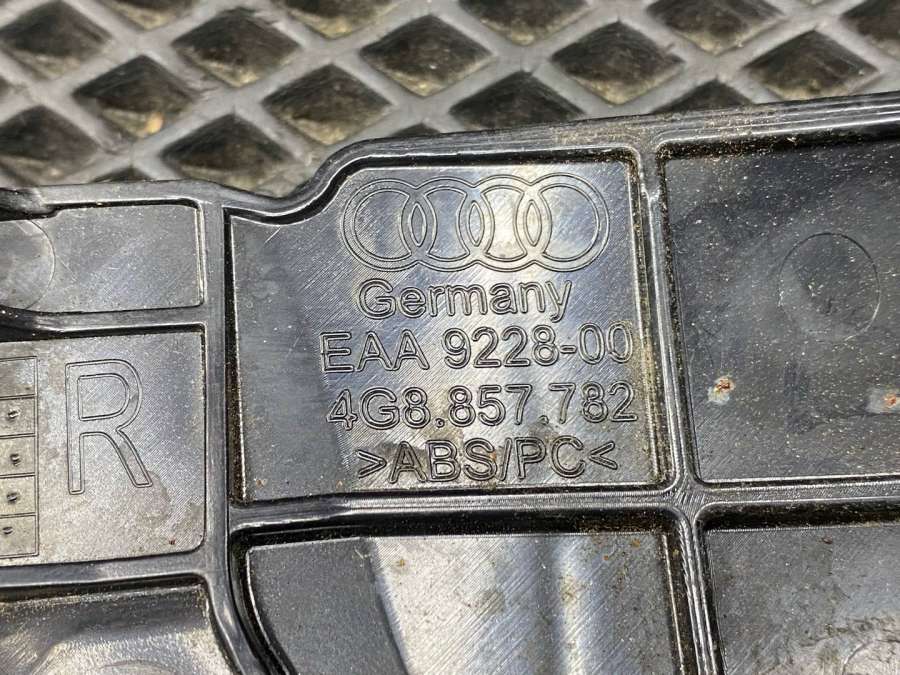 Germany
EAA 9228-00
4G8.857.782
>ABS/PC<
R